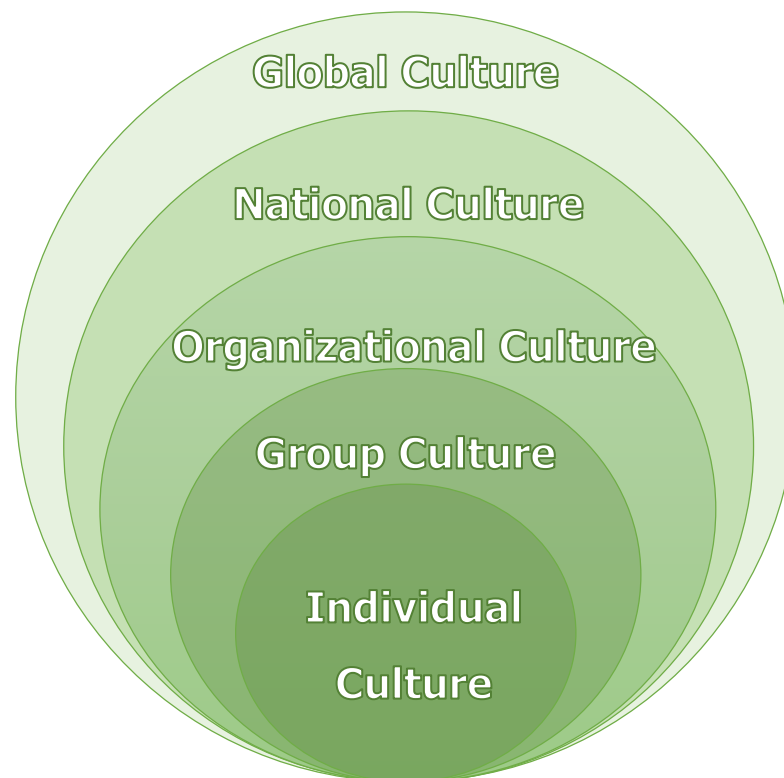 Global Culture
National Culture
Organizational Culture
Group Culture
Individual
Culture